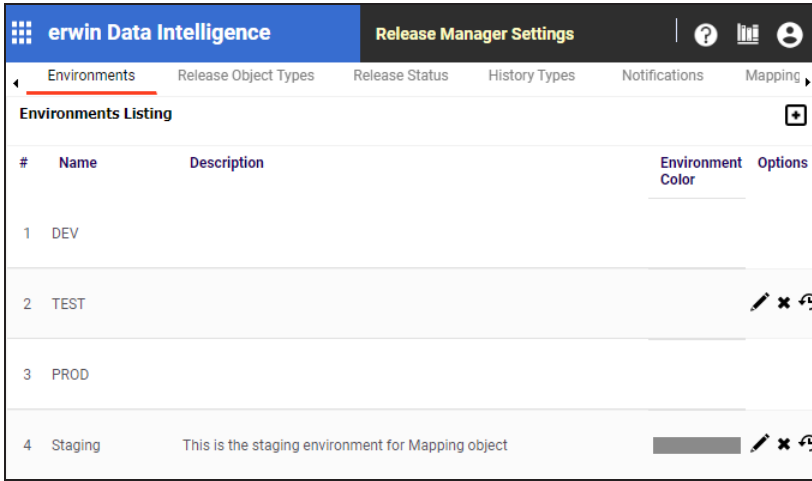 erwin Data Intelligence Release Manager Settings
Environments Release Object Types Release Status History Types Notifications Mapping
Environments Listing
# Name Description Environment Color Options
1 DEV
2 TEST
3 PROD
4 Staging This is the staging environment for Mapping object